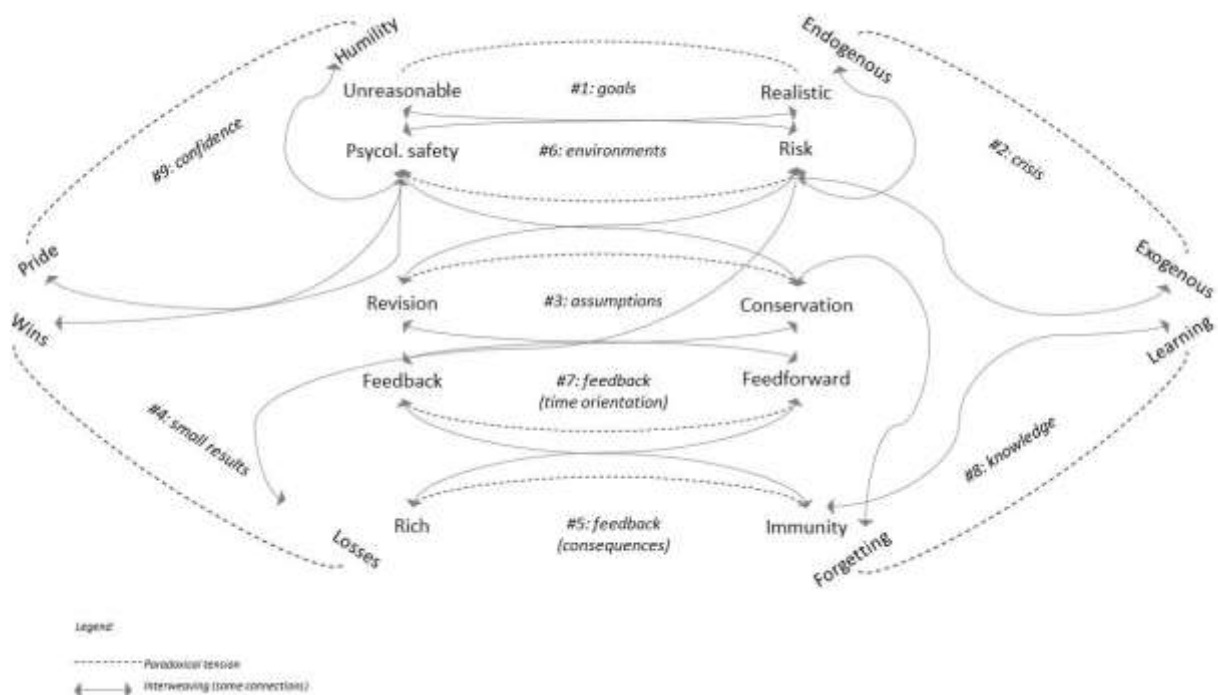 Humility
Endogenous
Unreasonable
#1: goals
Realistic
#9: confidence
Psycol. safety
#6: environments
Risk
#2: crisis
Pride
Exogenous
Revision
#3: assumptions
Conservation
Wins
Learning
Feedback
#7: feedback
(time orientation)
Feedforward
#4: small results
#8: knowledge
Rich
#5: feedback
(consequences)
Immunity
Losses
Forgetting
Legend:
Paradoxical tension
Interweaving (some connections)